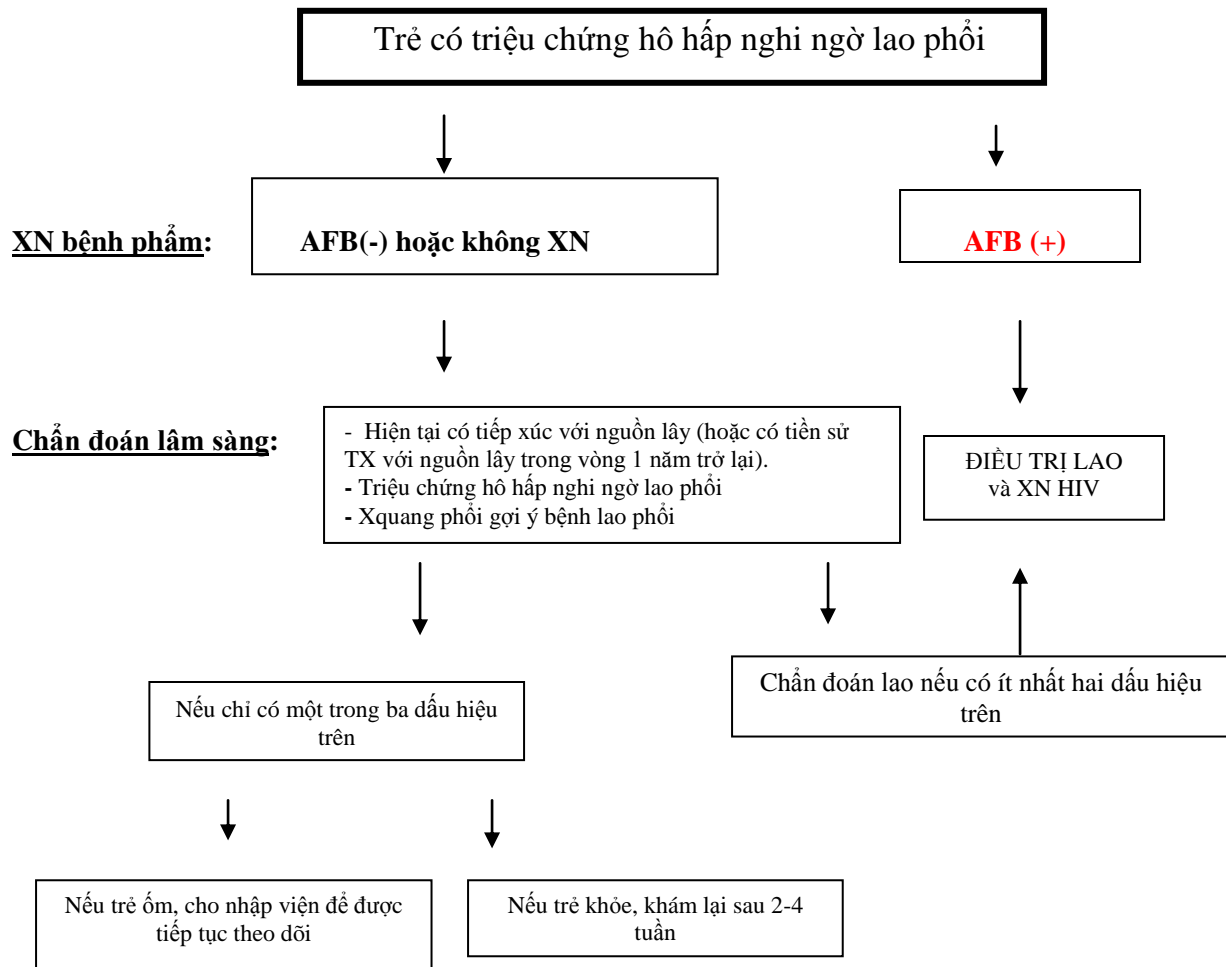 Trẻ có triệu chứng hô hấp nghi ngờ lao phổi
XN bệnh phẩm:
AFB(-) hoặc không XN
AFB (+)
Chẩn đoán lâm sàng:
- Hiện tại có tiếp xúc với nguồn lây (hoặc có tiền sử
TX với nguồn lây trong vòng 1 năm trở lại).
- Triệu chứng hô hấp nghi ngờ lao phổi
- Xquang phổi gợi ý bệnh lao phổi
ĐIỀU TRỊ LAO
và XN HIV
Nếu chỉ có một trong ba dấu hiệu
trên
Chẩn đoán lao nếu có ít nhất hai dấu hiệu
trên
Nếu trẻ ốm, cho nhập viện để được
tiếp tục theo dõi
Nếu trẻ khỏe, khám lại sau 2-4
tuần